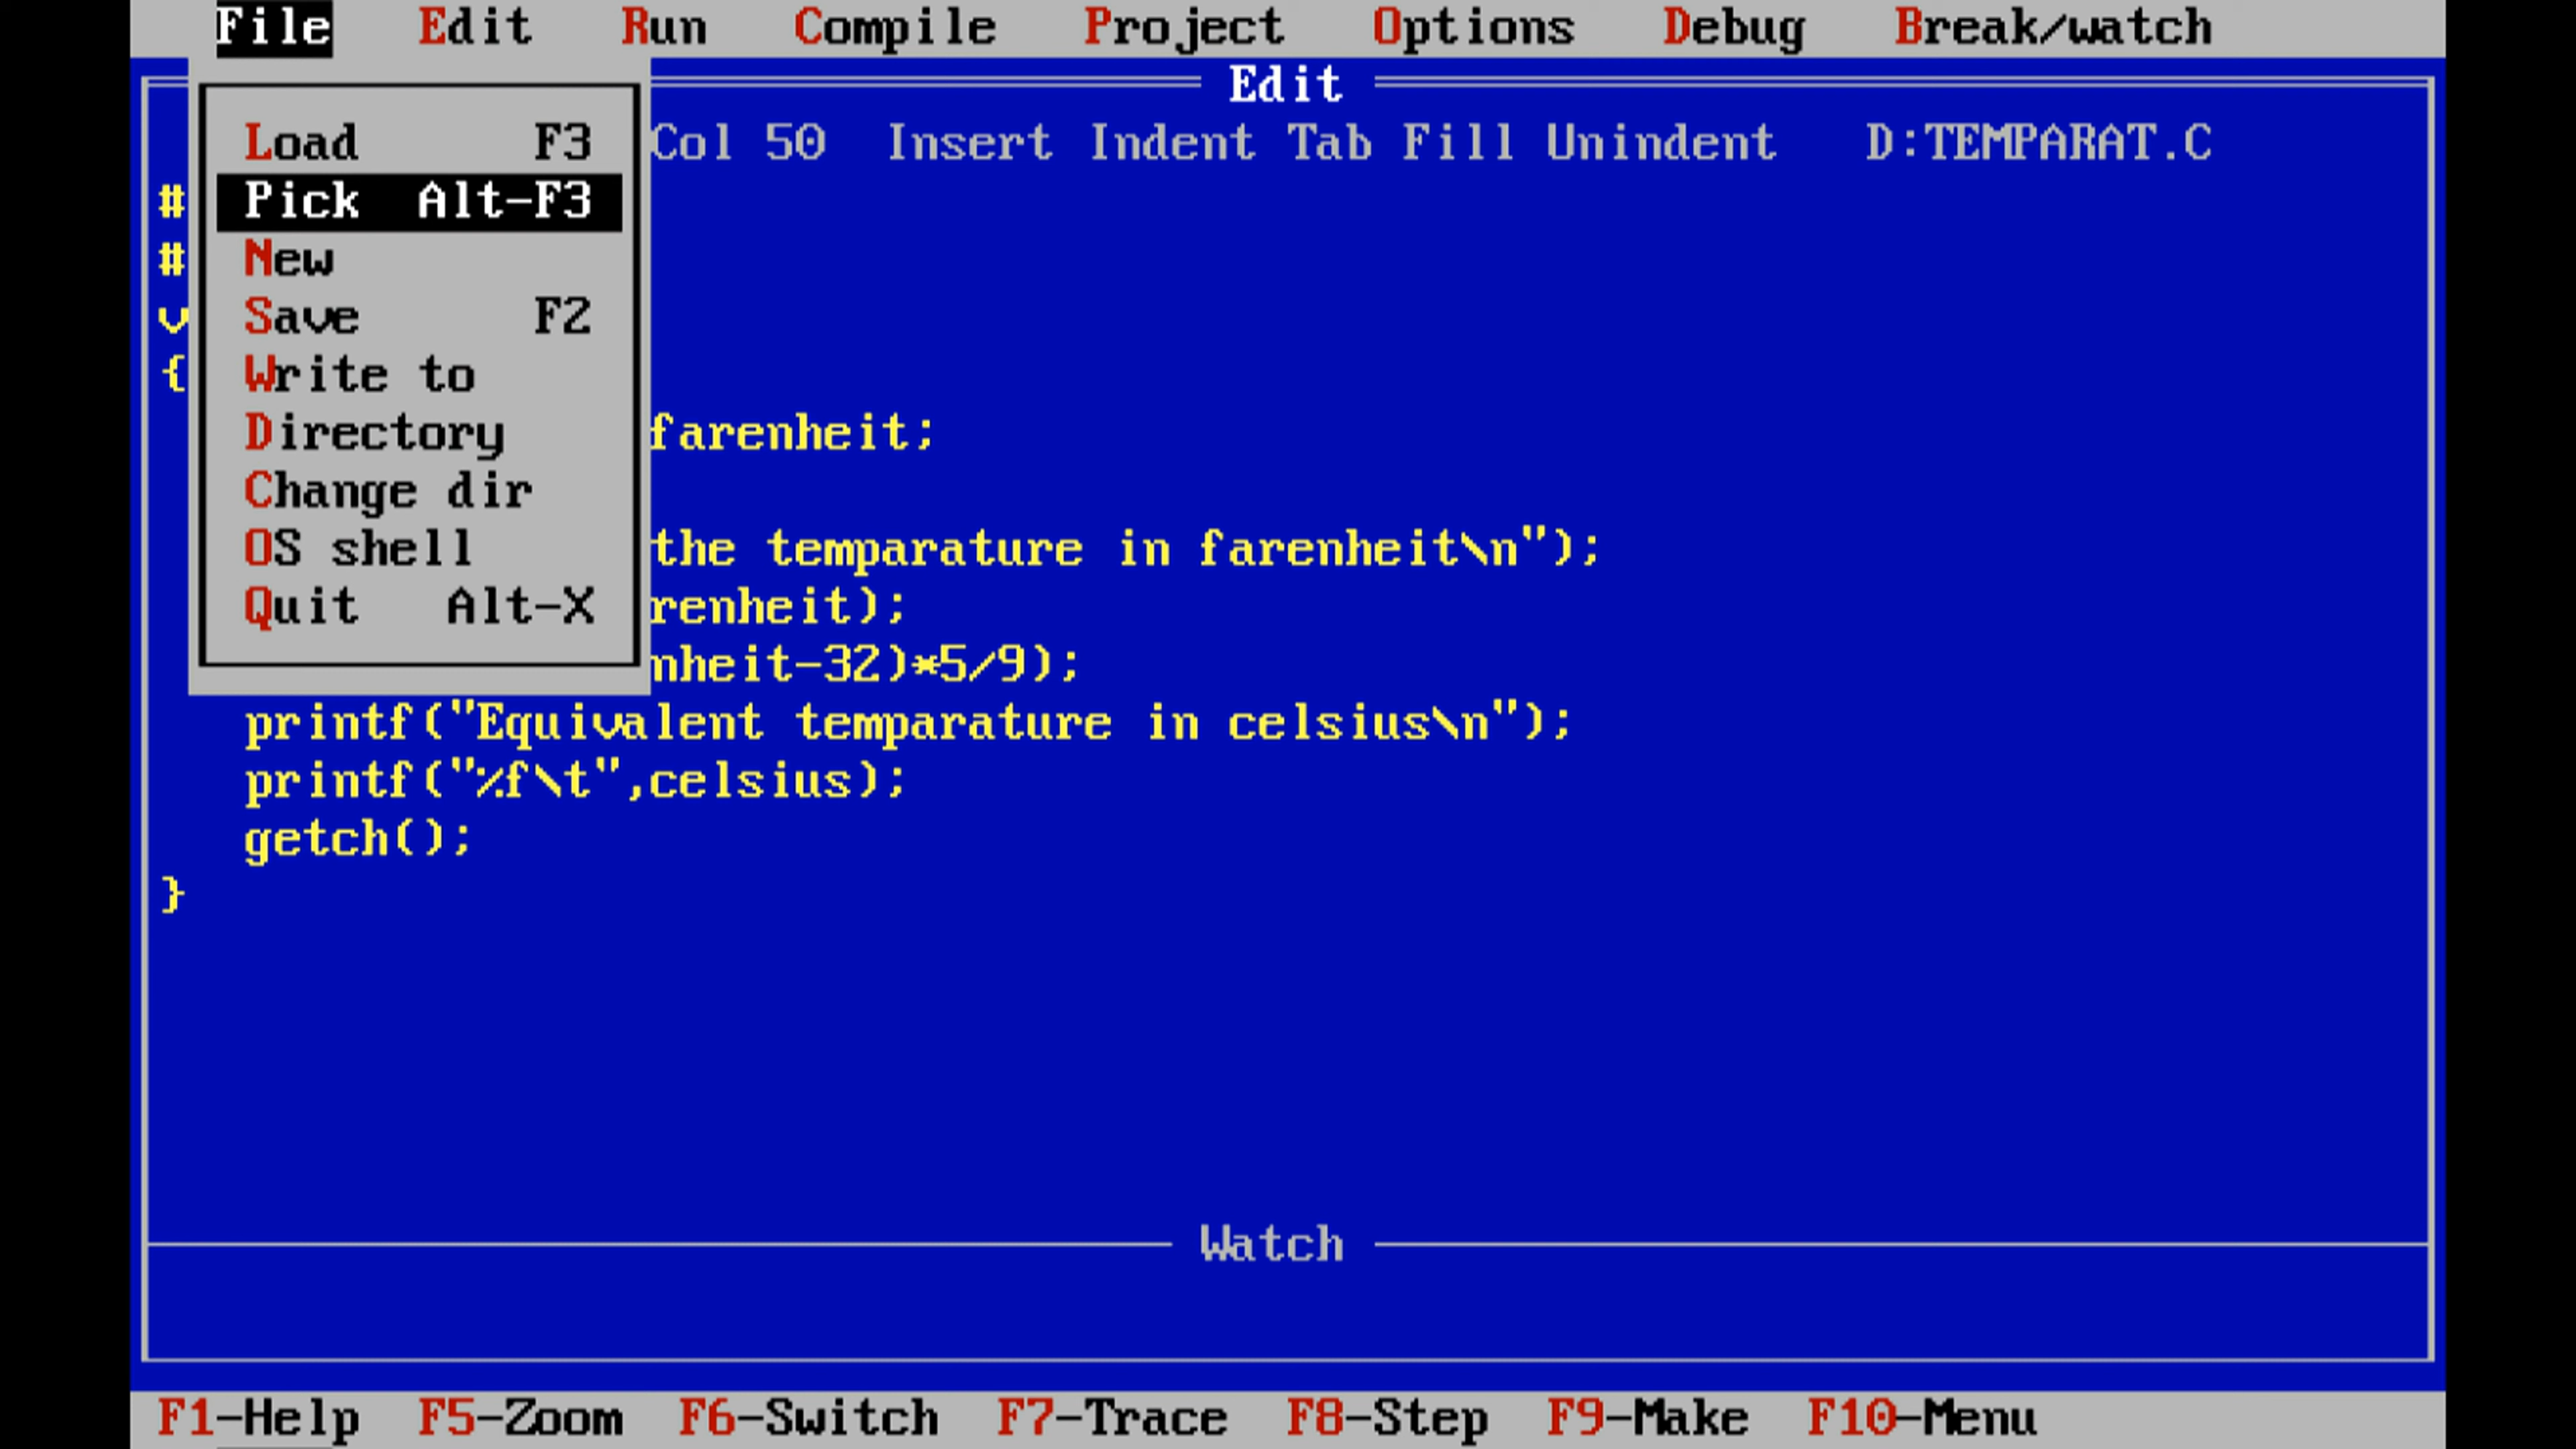 File Edit Run Compile Project Options Debug Break/watch
Edit
Col 50 Insert Indent Tab Fill Unindent D:TEMPARAT.C
Load F3
# Pick Alt-F3
# New
v Save F2
{ Write to
Directory farenheit;
Change dir
OS shell the temparature in farenheit\n");
Quit Alt-X renheit);
nheit-32)*5/9);
printf("Equivalent temparature in celsius\n");
printf("%f\t",celsius);
getch();
}
Watch
F1-Help F5-Zoom F6-Switch F7-Trace F8-Step F9-Make F10-Menu